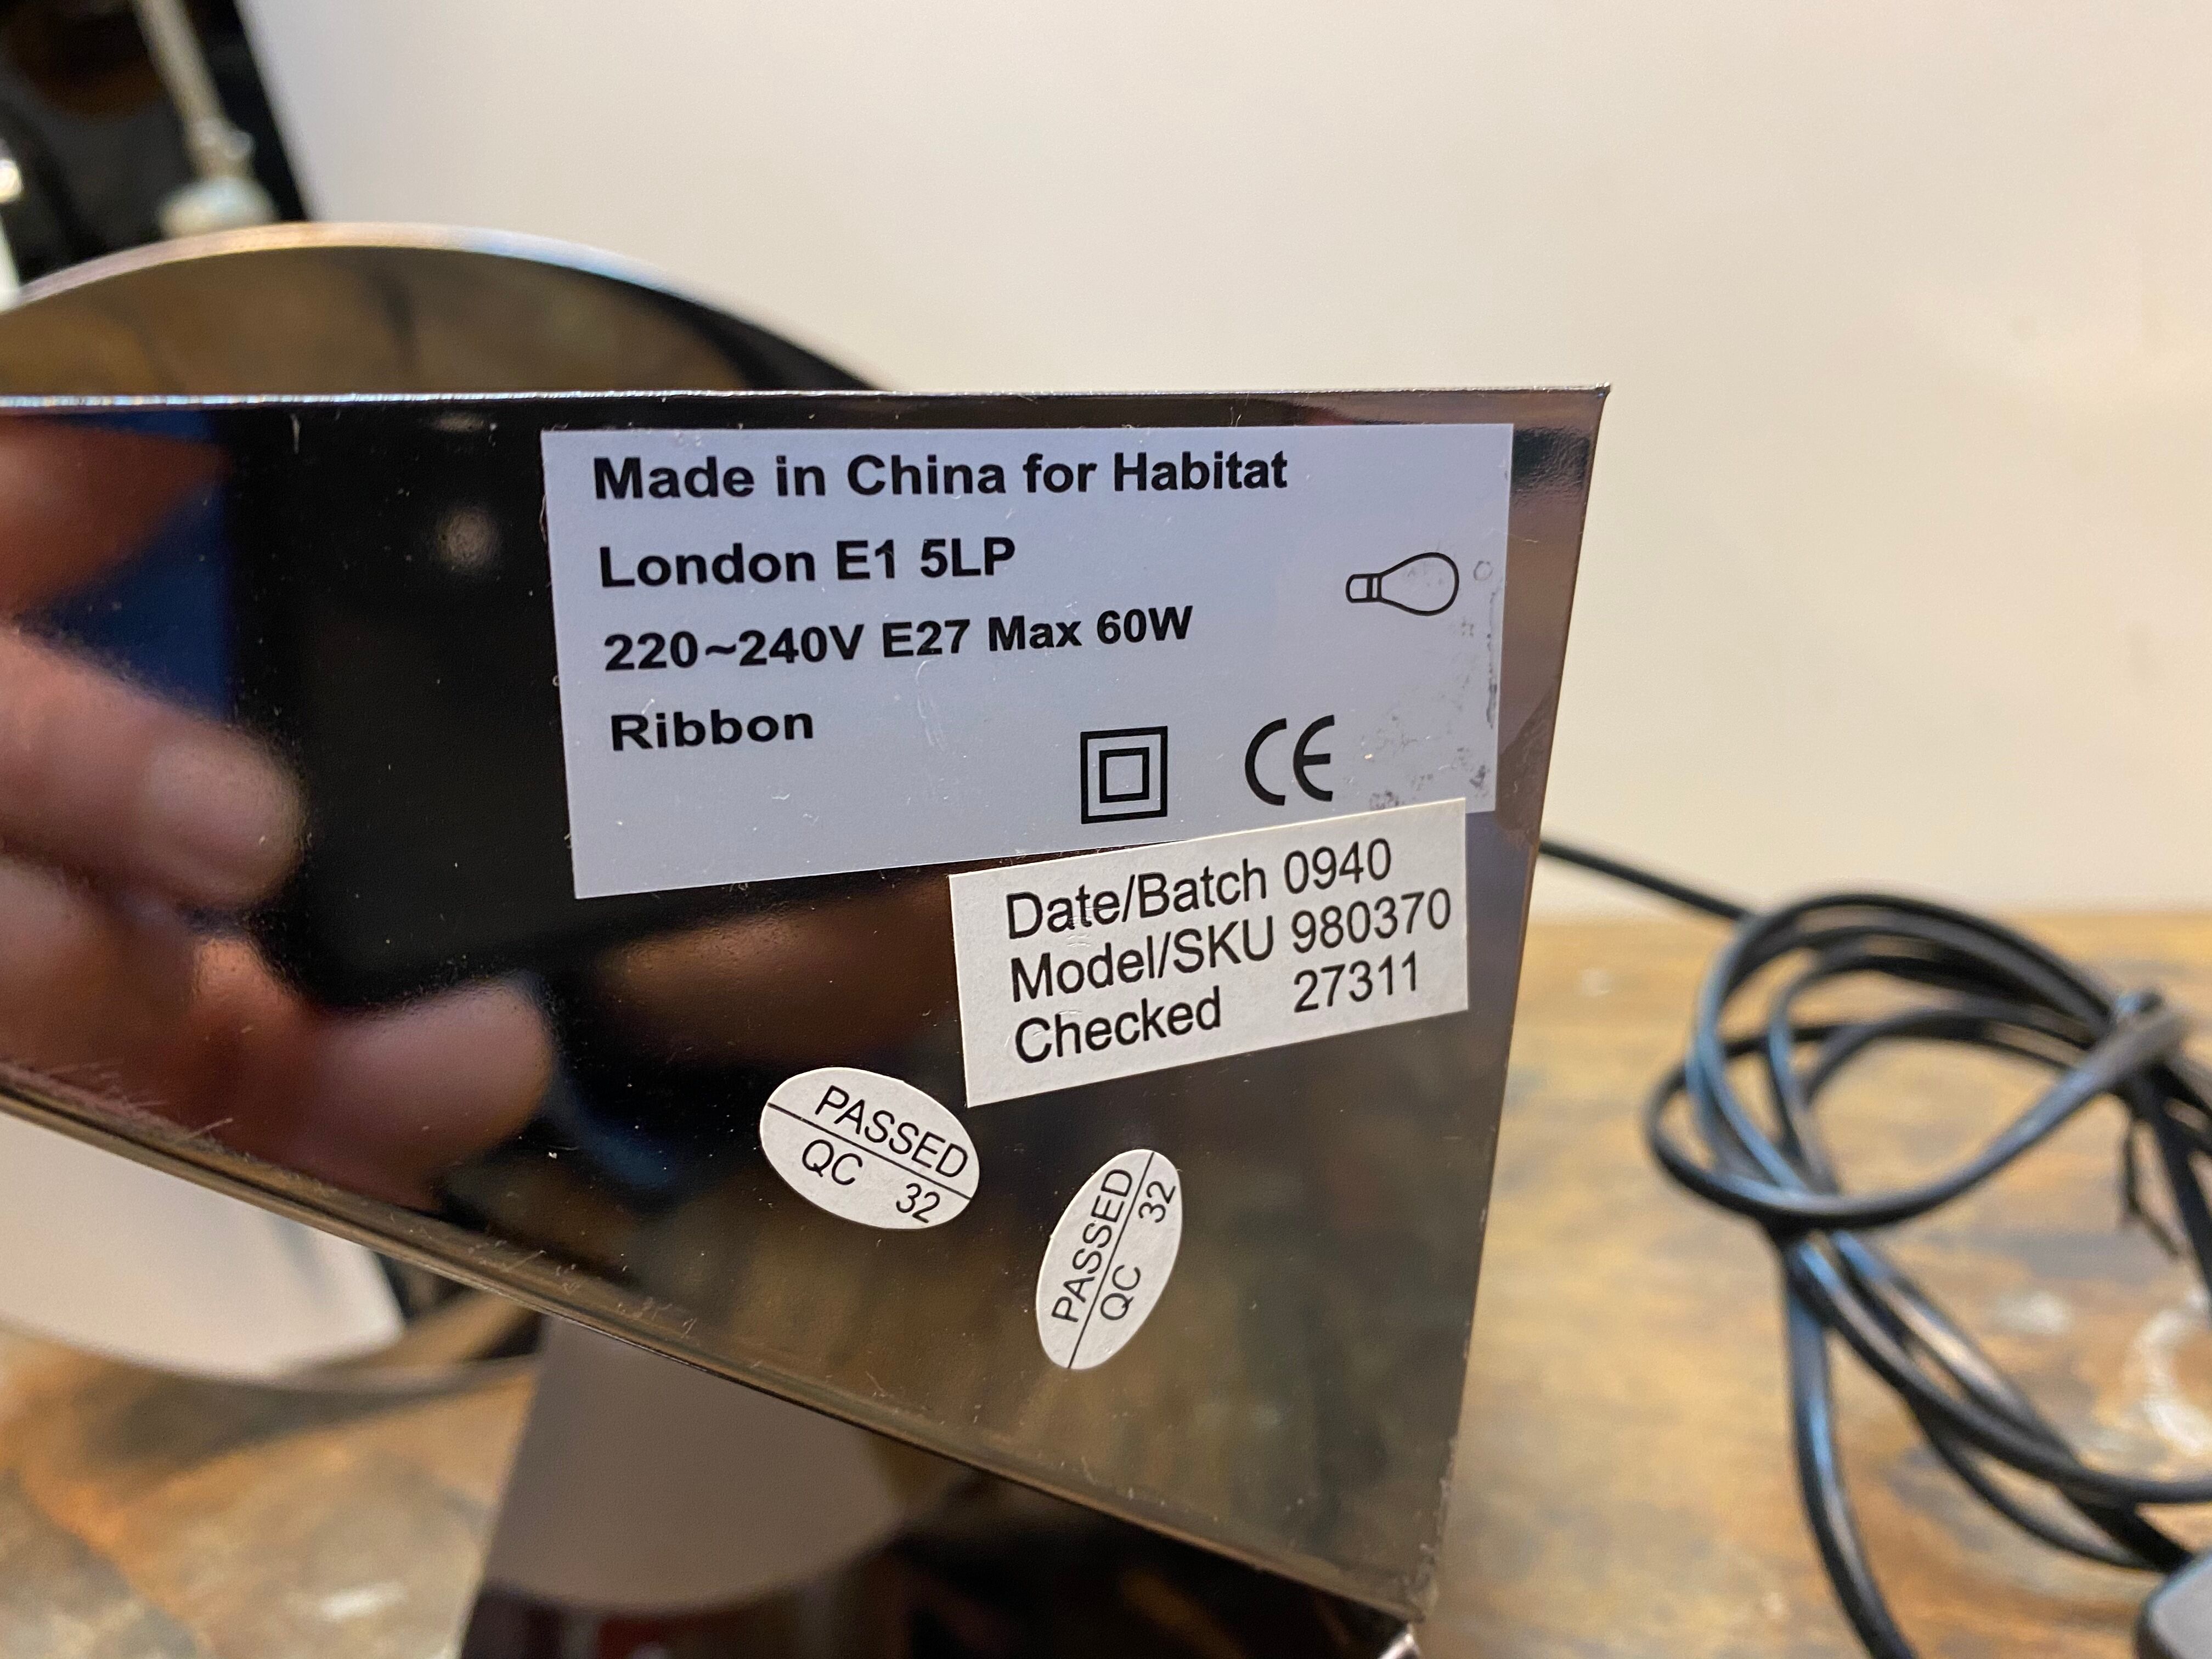 Made in China for Habitat
London E1 5LP
220~240V E27 Max 60W
Ribbon
CE
Date/Batch 0940
Model/SKU 980370
Checked 27311
PASSED
QC 32
PASSED
QC 32